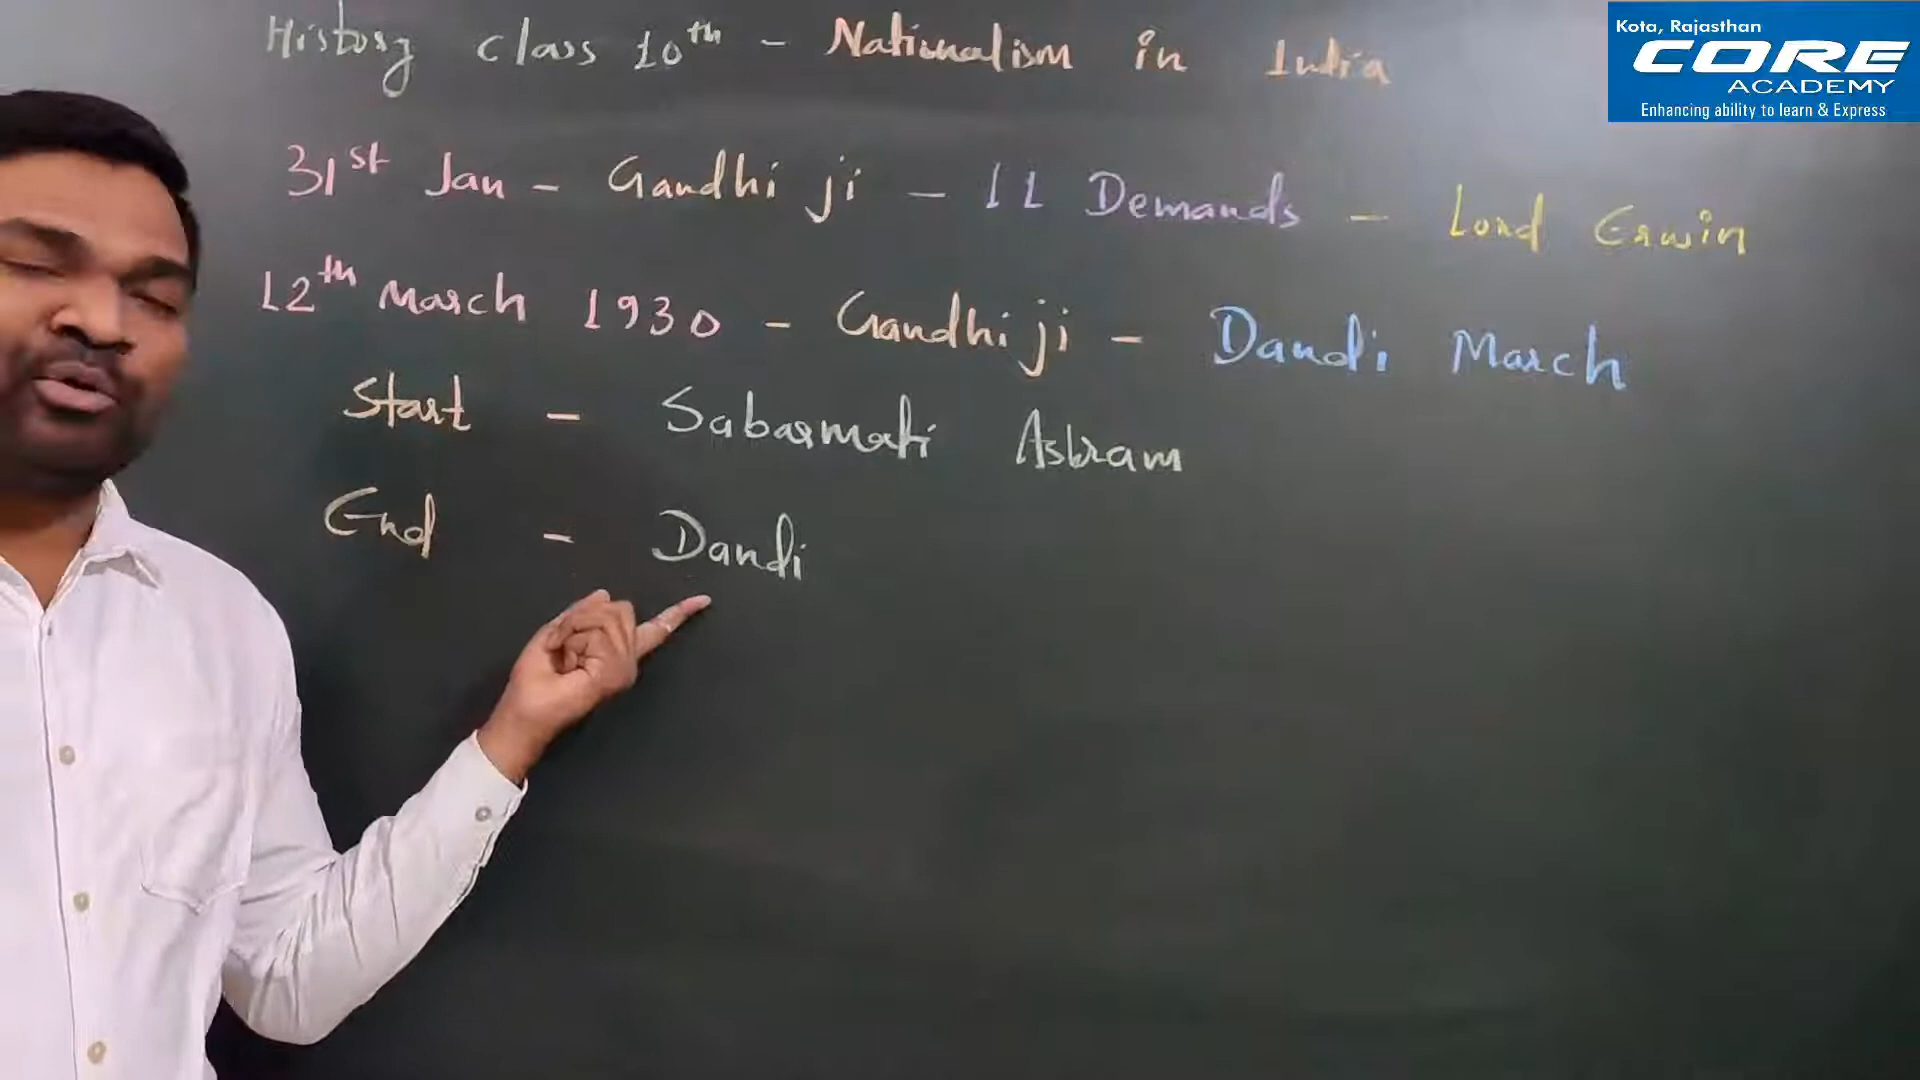 History class 10th - Nationalism in India
31st Jan - Gandhi ji - 11 Demands - Lord Erwin
12th March 1930 - Gandhi ji - Dandi March
Start - Sabarmati Ashram
End - Dandi
Kota, Rajasthan
CORE
ACADEMY
Enhancing ability to learn & Express